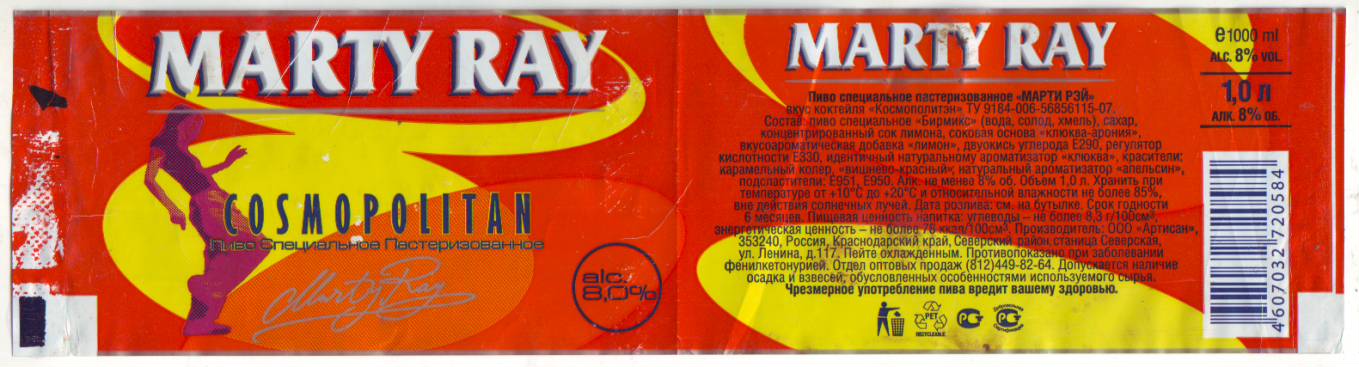 MARTY RAY
COSMOPOLITAN
Пиво Специальное Пастеризованное
Marty Ray
alc.
8,0%
MARTY RAY
Пиво специальное пастеризованное «МАРТИ РЭЙ»
вкус коктейля «Космополитэн» ТУ 9184-006-56856115-07.
Состав: пиво специальное «Бирмикс» (вода, солод, хмель), сахар,
концентрированный сок лимона, соковая основа «клюква-арония»,
вкусоароматическая добавка «лимон», двуокись углерода Е290, регулятор
кислотности Е330, идентичный натуральному ароматизатор «клюква», красители:
карамельный колер, «вишнево-красный», натуральный ароматизатор «апельсин»,
подсластители: Е951, Е950. Алк. не менее 8% об. Объем 1,0 л. Хранить при
температуре от +10°С до +20°С и относительной влажности не более 85%,
вне действия солнечных лучей. Дата розлива: см. на бутылке. Срок годности
6 месяцев. Пищевая ценность напитка: углеводы – не более 8,3 г/100см³,
энергетическая ценность – не более 76 ккал/100см³. Производитель: ООО «Артисан»,
353240, Россия, Краснодарский край, Северский район, станица Северская,
ул. Ленина, д.117. Пейте охлажденным. Противопоказано при заболевании
фенилкетонурией. Отдел оптовых продаж (812)449-82-64. Допускается наличие
осадка и взвесей, обусловленных особенностями используемого сырья.
Чрезмерное употребление пива вредит вашему здоровью.
PET
RECYCLEABLE
℮1000 ml
ALC. 8% VOL.
1,0 л
АЛК. 8% ОБ.
4 607032 720584